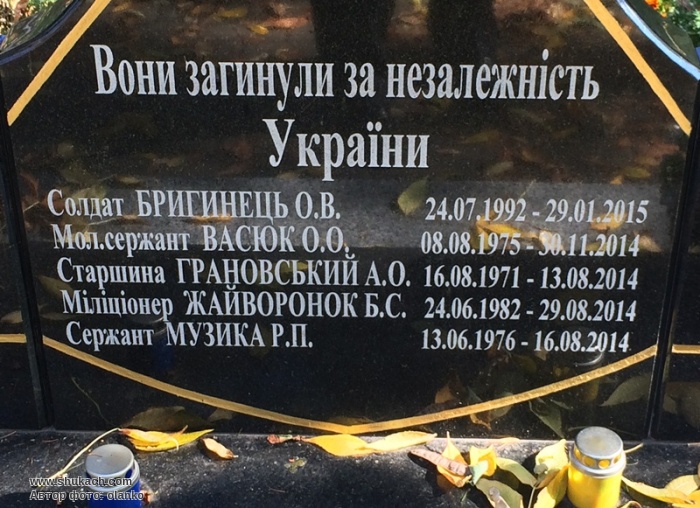 Вони загинули за незалежність
України
Солдат БРИГИНЕЦЬ О.В. 24.07.1992 - 29.01.2015
Мол.сержант ВАСЮК О.О. 08.08.1975 - 30.11.2014
Старшина ГРАНОВСЬКИЙ А.О. 16.08.1971 - 13.08.2014
Міліціонер ЖАЙВОРОНОК Б.С. 24.06.1982 - 29.08.2014
Сержант МУЗИКА Р.П. 13.06.1976 - 16.08.2014
www.shukach.com
Автор фото: olanko